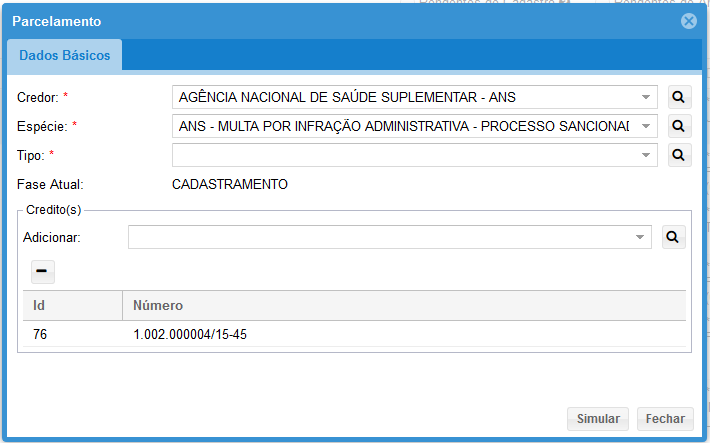 Parcelamento
Dados Básicos
Credor: * AGÊNCIA NACIONAL DE SAÚDE SUPLEMENTAR - ANS
Espécie: * ANS - MULTA POR INFRAÇÃO ADMINISTRATIVA - PROCESSO SANCIONAD
Tipo: *
Fase Atual: CADASTRAMENTO
Credito(s)
Adicionar:
Id Número
76 1.002.000004/15-45
Simular Fechar